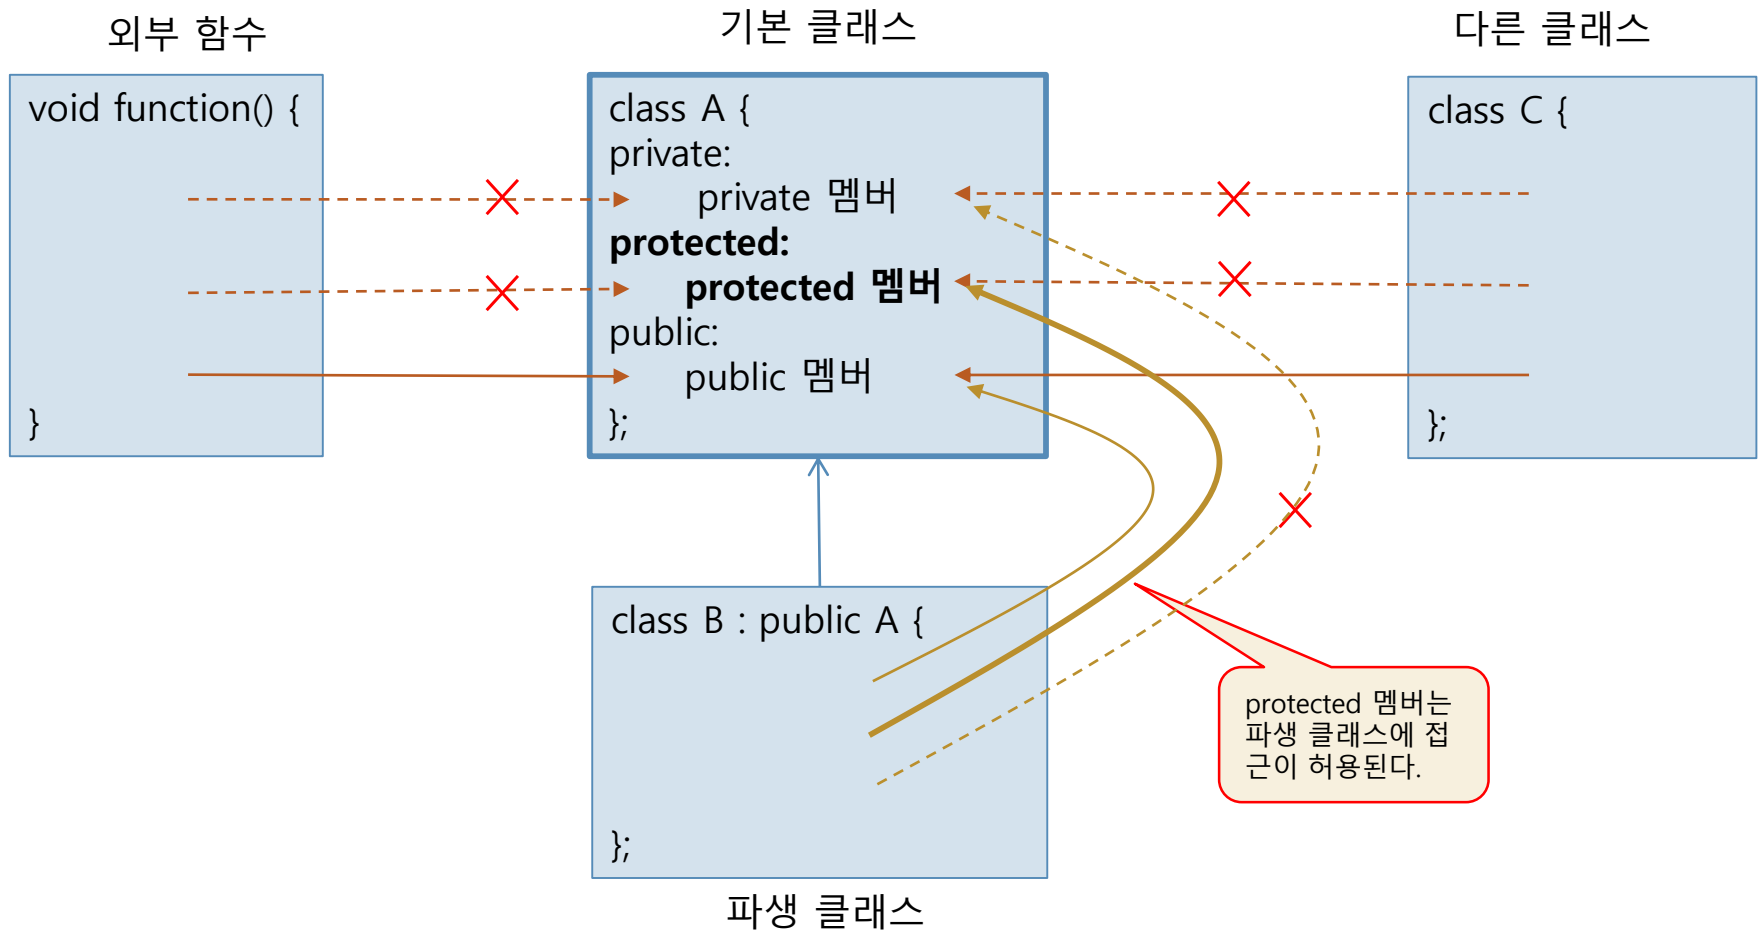 외부 함수
기본 클래스
다른 클래스
void function() {
}
class A {
private:
private 멤버
protected:
protected 멤버
public:
public 멤버
};
class C {
};
class B : public A {
};
protected 멤버는
파생 클래스에 접
근이 허용된다.
파생 클래스